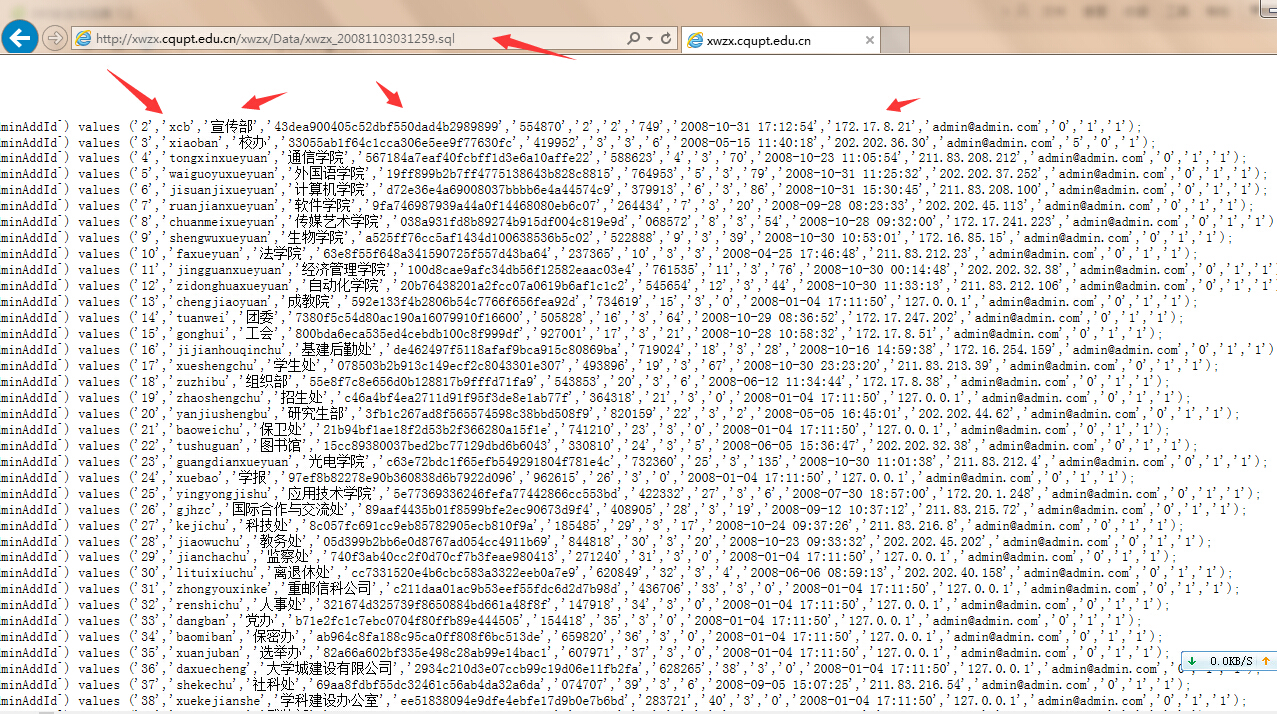 http://xwzx.cqupt.edu.cn/xwzx/Data/xwzx_20081103031259.sql
xwzx.cqupt.edu.cn
minAddId`) values ('2','xcb','宣传部','43dea900405c52dbf550dad4b2989899','554870','2','2','749','2008-10-31 17:12:54','172.17.8.21','admin@admin.com','0','1','1');
minAddId`) values ('3','xiaoban','校办','33055ab1f64c1cca306e5ee9f77630fc','419952','3','3','6','2008-05-15 11:40:18','202.202.36.30','admin@admin.com','5','0','1');
minAddId`) values ('4','tongxinxueyuan','通信学院','567184a7eaf40fcbff1d3e6a10affe22','588623','4','3','70','2008-10-23 11:05:54','211.83.208.212','admin@admin.com','0','1','1');
minAddId`) values ('5','waiguoyuxueyuan','外国语学院','19ff899b2b7ff4775138643b828c8815','764953','5','3','79','2008-10-31 11:25:32','202.202.37.252','admin@admin.com','0','1','1');
minAddId`) values ('6','jisuanjixueyuan','计算机学院','d72e36e4a69008037bbbb6e4a44574c9','379913','6','3','86','2008-10-31 15:30:45','211.83.208.100','admin@admin.com','0','1','1');
minAddId`) values ('7','ruanjianxueyuan','软件学院','9fa746987939a44a0f14468080eb6c07','264434','7','3','20','2008-09-28 08:23:33','202.202.45.113','admin@admin.com','0','1','1');
minAddId`) values ('8','chuanmeixueyuan','传媒艺术学院','038a931fd8b89274b915df004c819e9d','068572','8','3','54','2008-10-28 09:32:00','172.17.241.223','admin@admin.com','0','1','1');
minAddId`) values ('9','shengwuxueyuan','生物学院','a525ff76cc5af1434d100638536b5c02','522888','9','3','39','2008-10-30 10:53:01','172.16.85.15','admin@admin.com','0','1','1');
minAddId`) values ('10','faxueyuan','法学院','63e8f55f648a341590725f557d43ba64','237365','10','3','3','2008-04-25 17:46:48','211.83.212.23','admin@admin.com','0','1','1');
minAddId`) values ('11','jingguanxueyuan','经济管理学院','100d8cae9afc34db56f12582eaac03e4','761535','11','3','76','2008-10-30 00:14:48','202.202.32.38','admin@admin.com','0','1','1'
minAddId`) values ('12','zidonghuaxueyuan','自动化学院','20b76438201a2fcc07a0619b6af1c1c2','545654','12','3','44','2008-10-30 11:33:13','211.83.212.106','admin@admin.com','0','1','1'
minAddId`) values ('13','chengjiaoyuan','成教院','592e133f4b2806b54c7766f656fea92d','734619','15','3','0','2008-01-04 17:11:50','127.0.0.1','admin@admin.com','0','1','1');
minAddId`) values ('14','tuanwei','团委','7380f5c54d80ac190a16079910f16600','505828','16','3','64','2008-10-29 08:36:52','172.17.247.202','admin@admin.com','0','1','1');
minAddId`) values ('15','gonghui','工会','800bda6eca535ed4cebdb100c8f999df','927001','17','3','21','2008-10-28 10:58:32','172.17.8.51','admin@admin.com','0','1','1');
minAddId`) values ('16','jijianhouqinchu','基建后勤处','de462497f5118afaf9bca915c80869ba','719024','18','3','28','2008-10-16 14:59:38','172.16.254.159','admin@admin.com','0','1','1')
minAddId`) values ('17','xueshengchu','学生处','078503b2b913c149ecf2c8043301e307','493896','19','3','67','2008-10-30 23:23:20','211.83.213.39','admin@admin.com','0','1','1');
minAddId`) values ('18','zuzhibu','组织部','55e8f7c8e656d0b128817b9fffd71fa9','543853','20','3','6','2008-06-12 11:34:44','172.17.8.38','admin@admin.com','0','1','1');
minAddId`) values ('19','zhaoshengchu','招生处','c46a4bf4ea2711d91f95f3de8e1ab77f','364318','21','3','0','2008-01-04 17:11:50','127.0.0.1','admin@admin.com','0','1','1');
minAddId`) values ('20','yanjiushengbu','研究生部','3fb1c267ad8f565574598c38bbd508f9','820159','22','3','2','2008-05-05 16:45:01','202.202.44.62','admin@admin.com','0','1','1');
minAddId`) values ('21','baoweichu','保卫处','21b94bf1ae18f2d53b2f366280a15f1e','741210','23','3','0','2008-01-04 17:11:50','127.0.0.1','admin@admin.com','0','1','1');
minAddId`) values ('22','tushuguan','图书馆','15cc89380037bed2bc77129dbd6b6043','330810','24','3','5','2008-06-05 15:36:47','202.202.32.38','admin@admin.com','0','1','1');
minAddId`) values ('23','guangdianxueyuan','光电学院','c63e72bdc1f65efb549291804f781e4c','732360','25','3','135','2008-10-30 11:01:38','211.83.212.4','admin@admin.com','0','1','1');
minAddId`) values ('24','xuebao','学报','97ef8b82278e90b360838d6b7922d096','962615','26','3','0','2008-01-04 17:11:50','127.0.0.1','admin@admin.com','0','1','1');
minAddId`) values ('25','yingyongjishu','应用技术学院','5e77369336246fefa77442866cc553bd','422332','27','3','6','2008-07-30 18:57:00','172.20.1.248','admin@admin.com','0','1','1');
minAddId`) values ('26','gjhzc','国际合作与交流处','89aaf4435b01f8599bfe2ec90673d9f4','408905','28','3','19','2008-09-12 10:37:12','211.83.215.72','admin@admin.com','0','1','1');
minAddId`) values ('27','kejichu','科技处','8c057fc691cc9eb85782905ecb810f9a','185485','29','3','17','2008-10-24 09:37:26','211.83.216.8','admin@admin.com','0','1','1');
minAddId`) values ('28','jiaowuchu','教务处','05d399b2bb6e0d8767ad054cc4911b69','844818','30','3','20','2008-10-23 09:33:32','202.202.45.202','admin@admin.com','0','1','1');
minAddId`) values ('29','jianchachu','监察处','740f3ab40cc2f0d70cf7b3feae980413','271240','31','3','0','2008-01-04 17:11:50','127.0.0.1','admin@admin.com','0','1','1');
minAddId`) values ('30','lituixiuchu','离退休处','cc7331520e4b6cbc583a3322eeb0a7e9','620849','32','3','4','2008-06-06 08:59:13','202.202.40.158','admin@admin.com','0','1','1');
minAddId`) values ('31','zhongyouxinke','重邮信科公司','c211daa01ac9b53eef55fdc6d2d7b98d','436706','33','3','0','2008-01-04 17:11:50','127.0.0.1','admin@admin.com','0','1','1');
minAddId`) values ('32','renshichu','人事处','321674d325739f8650884bd661a48f8f','147918','34','3','0','2008-01-04 17:11:50','127.0.0.1','admin@admin.com','0','1','1');
minAddId`) values ('33','dangban','党办','b71e2fc1c7ebc0704f80ffb89e444505','154418','35','3','0','2008-01-04 17:11:50','127.0.0.1','admin@admin.com','0','1','1');
minAddId`) values ('34','baomiban','保密办','ab964c8fa188c95ca0ff808f6bc513de','659820','36','3','0','2008-01-04 17:11:50','127.0.0.1','admin@admin.com','0','1','1');
minAddId`) values ('35','xuanjuban','选举办','82a66a602bf335e498c28ab99e14bac1','607971','37','3','0','2008-01-04 17:11:50','127.0.0.1','admin@admin.com','0','1','1');
minAddId`) values ('36','daxuecheng','大学城建设有限公司','2934c210d3e07ccb99c19d06e11fb2fa','628265','38','3','0','2008-01-04 17:11:50','127.0.0.1','admin@admin.com','0','1','1');
0.0KB/S
minAddId`) values ('37','shekechu','社科处','69aa8fdbf55dc32461c56ab4da32a6da','074707','39','3','6','2008-09-05 15:07:25','211.83.216.54','admin@admin.com','0','1','1');
minAddId`) values ('38','xuekejianshe','学科建设办公室','ee51838094e9dfe4ebfe17d9b0e7b6bd','283721','40','3','0','2008-01-04 17:11:50','127.0.0.1','admin@admin.com','0','1','1');